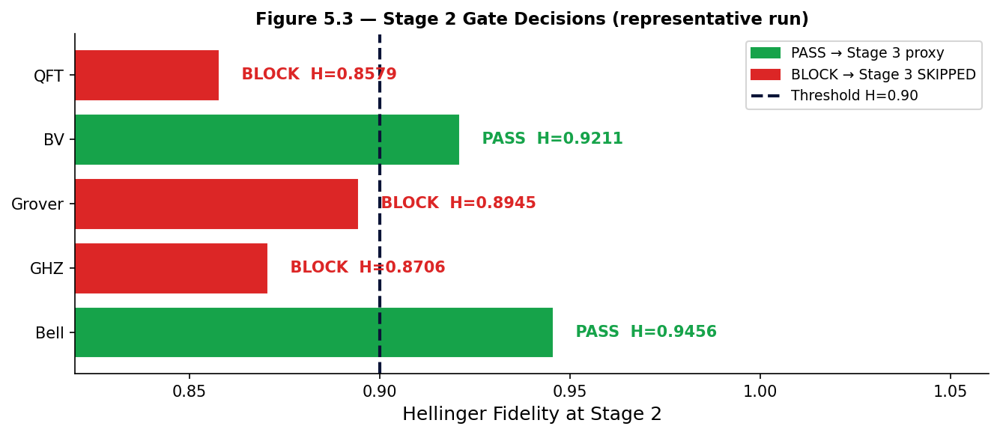 Figure 5.3 — Stage 2 Gate Decisions (representative run)
PASS → Stage 3 proxy
BLOCK → Stage 3 SKIPPED
Threshold H=0.90
QFT BLOCK H=0.8579
BV PASS H=0.9211
Grover BLOCK H=0.8945
GHZ BLOCK H=0.8706
Bell PASS H=0.9456
0.85 0.90 0.95 1.00 1.05
Hellinger Fidelity at Stage 2